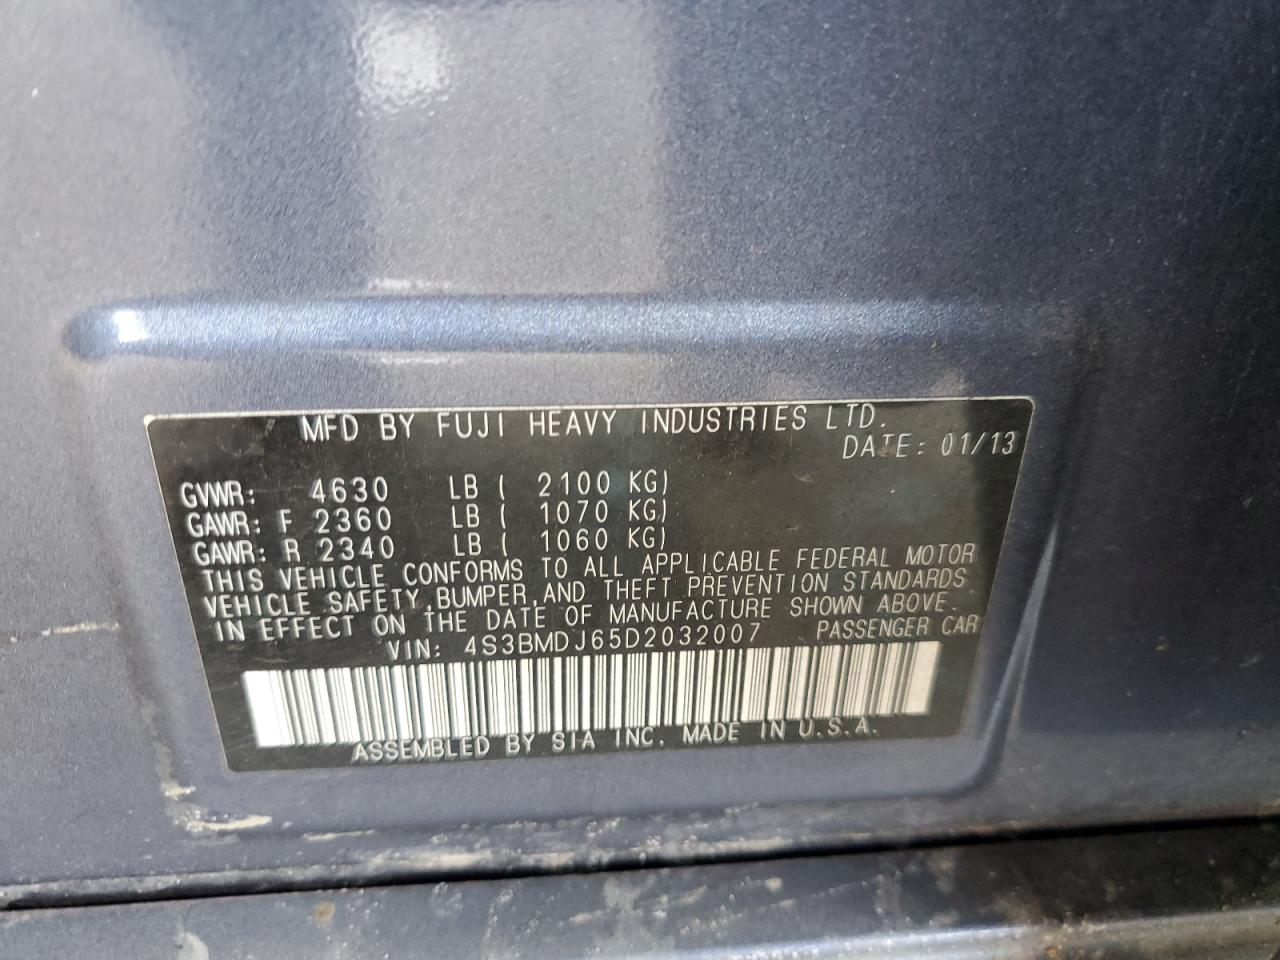 MFD BY FUJI HEAVY INDUSTRIES LTD.
DATE: 01/13
GVWR: 4630 LB ( 2100 KG)
GAWR: F 2360 LB ( 1070 KG)
GAWR: R 2340 LB ( 1060 KG)
THIS VEHICLE CONFORMS TO ALL APPLICABLE FEDERAL MOTOR
VEHICLE SAFETY, BUMPER, AND THEFT PREVENTION STANDARDS
IN EFFECT ON THE DATE OF MANUFACTURE SHOWN ABOVE.
VIN: 4S3BMDJ65D2032007 PASSENGER CAR
ASSEMBLED BY SIA INC. MADE IN U.S.A.